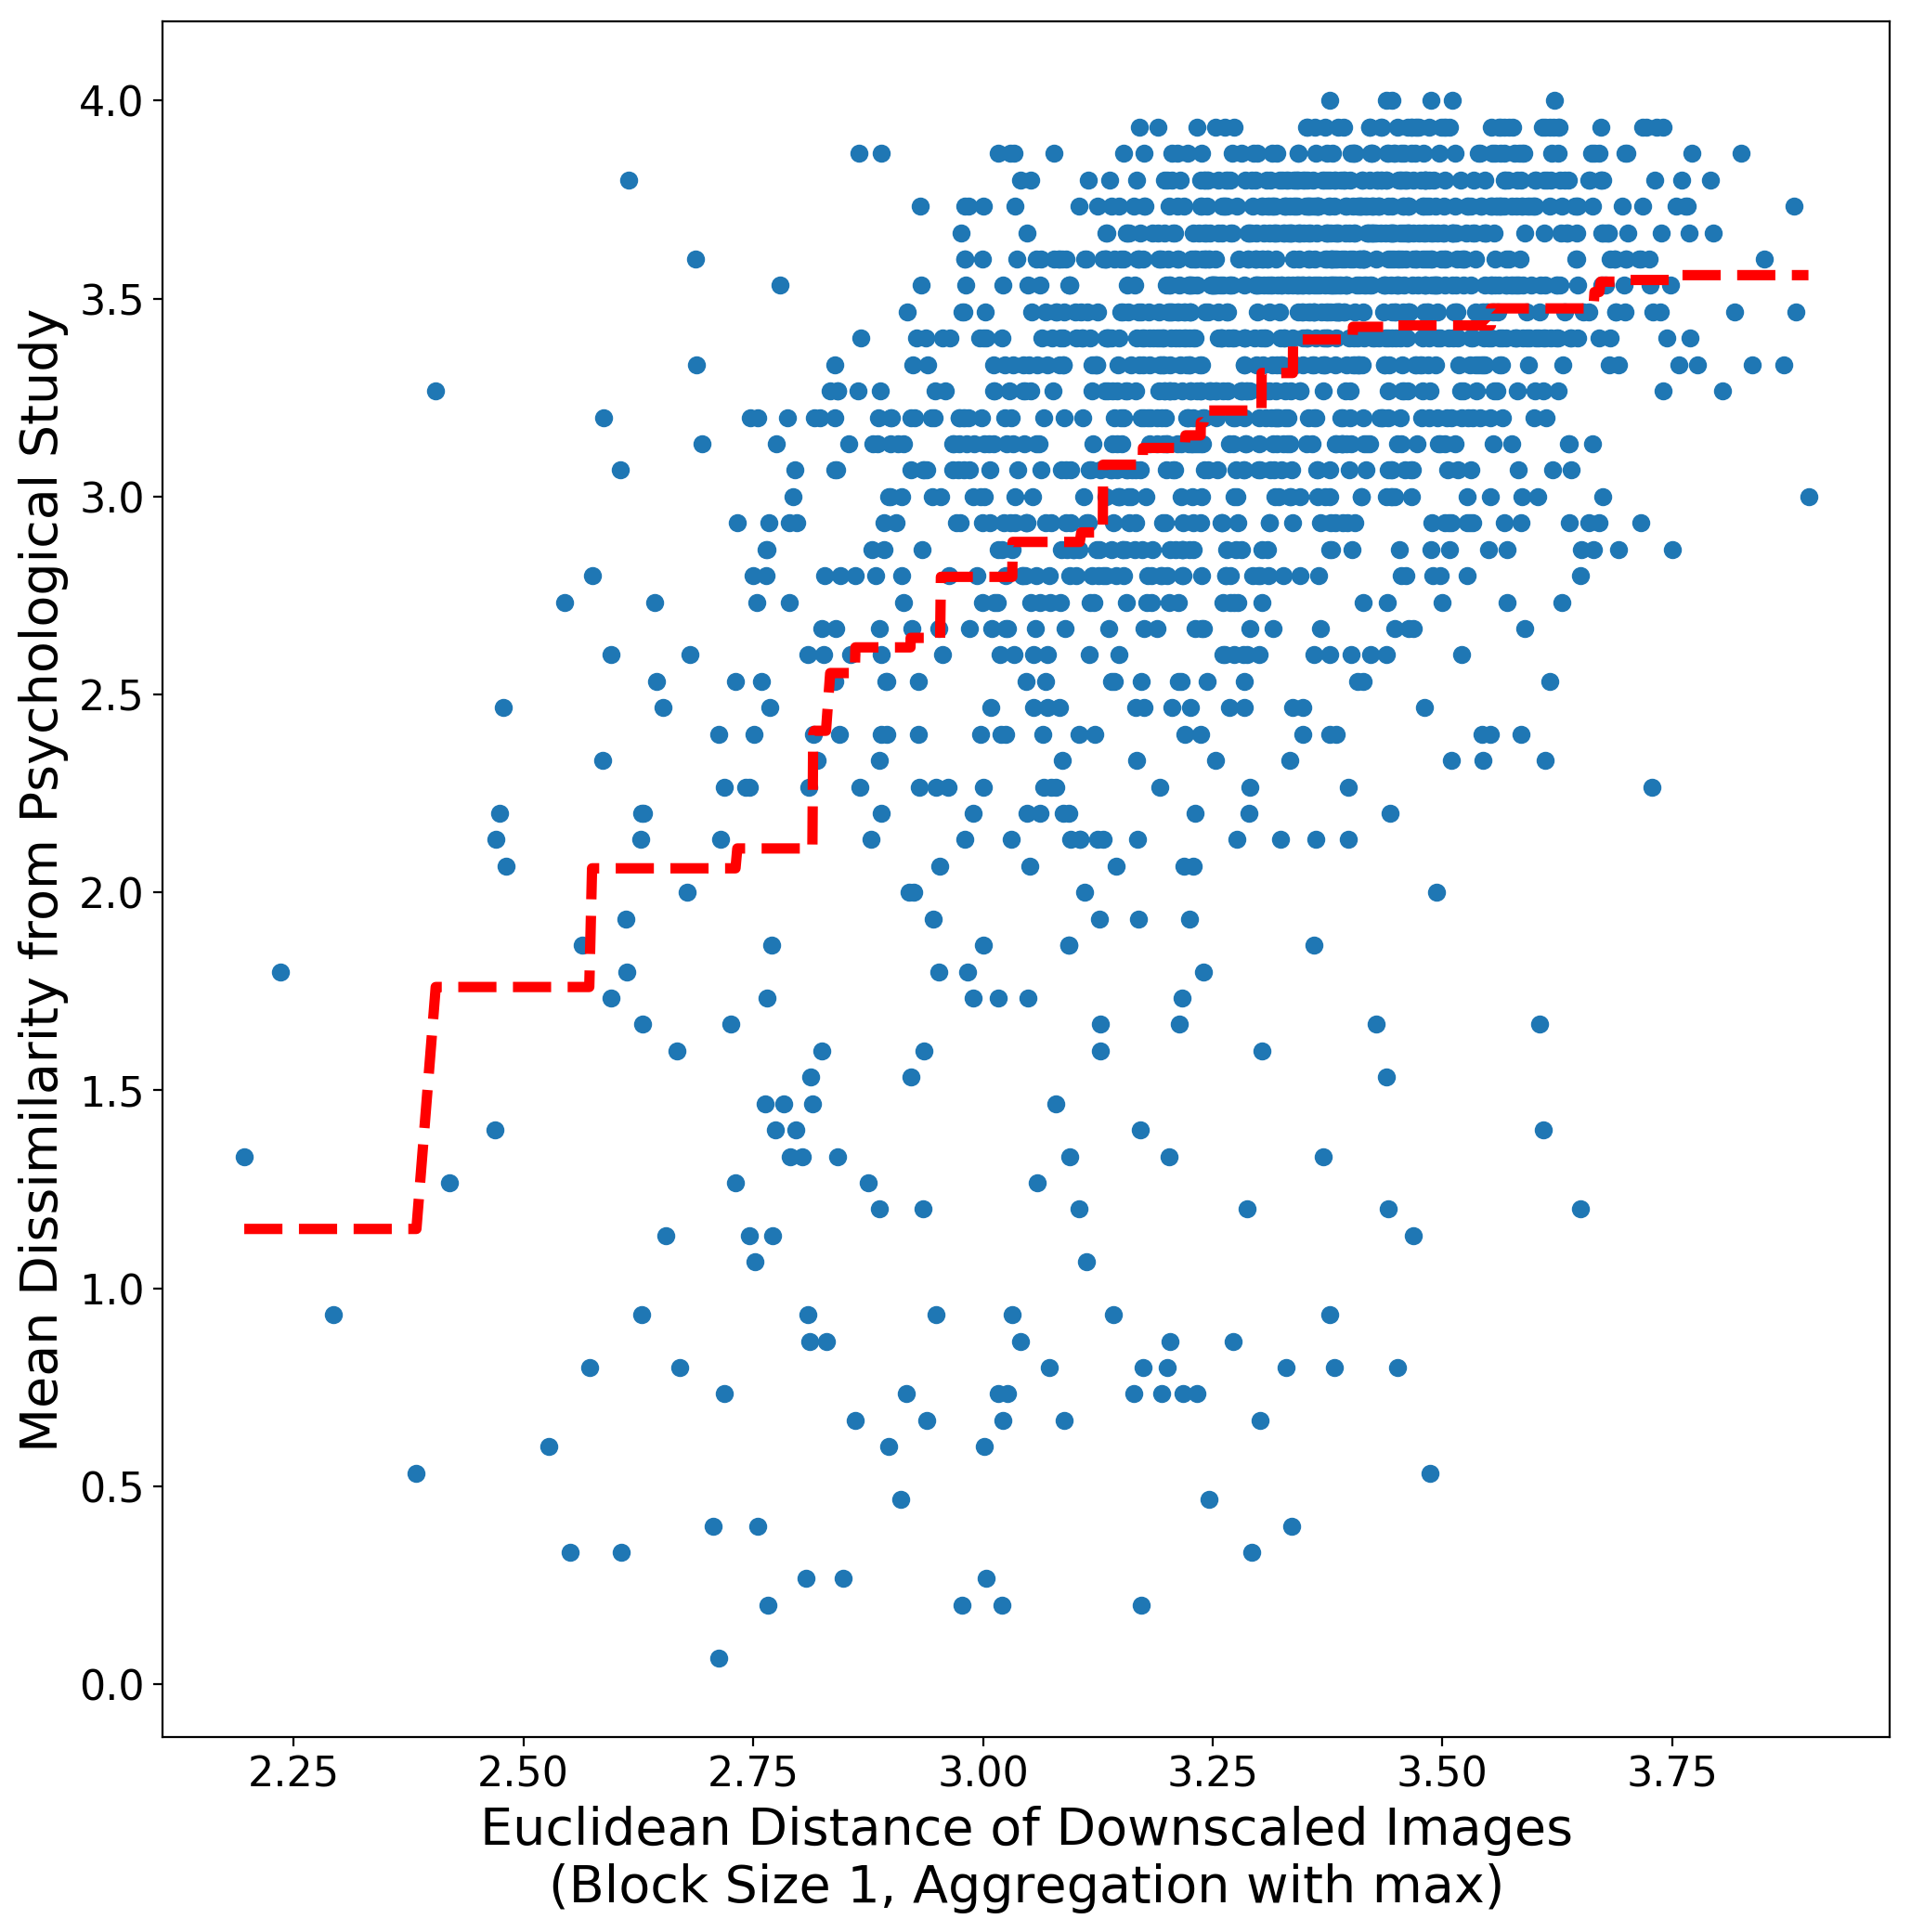 Mean Dissimilarity from Psychological Study
4.0
3.5
3.0
2.5
2.0
1.5
1.0
0.5
0.0
2.25 2.50 2.75 3.00 3.25 3.50 3.75
Euclidean Distance of Downscaled Images
(Block Size 1, Aggregation with max)